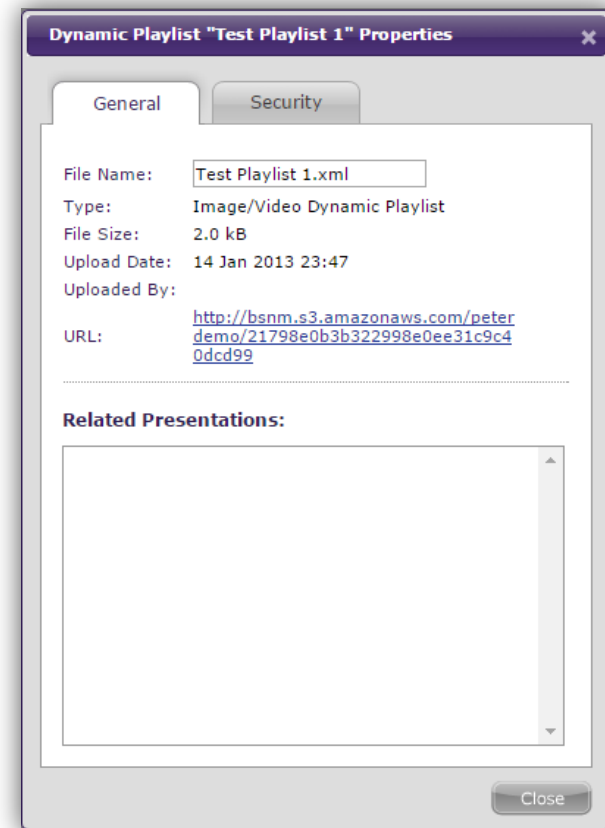 Dynamic Playlist "Test Playlist 1" Properties
General
Security
File Name: Test Playlist 1.xml
Type: Image/Video Dynamic Playlist
File Size: 2.0 kB
Upload Date: 14 Jan 2013 23:47
Uploaded By:
URL: http://bsnm.s3.amazonaws.com/peter
demo/21798e0b3b322998e0ee31c9c4
0dcd99
Related Presentations:
Close